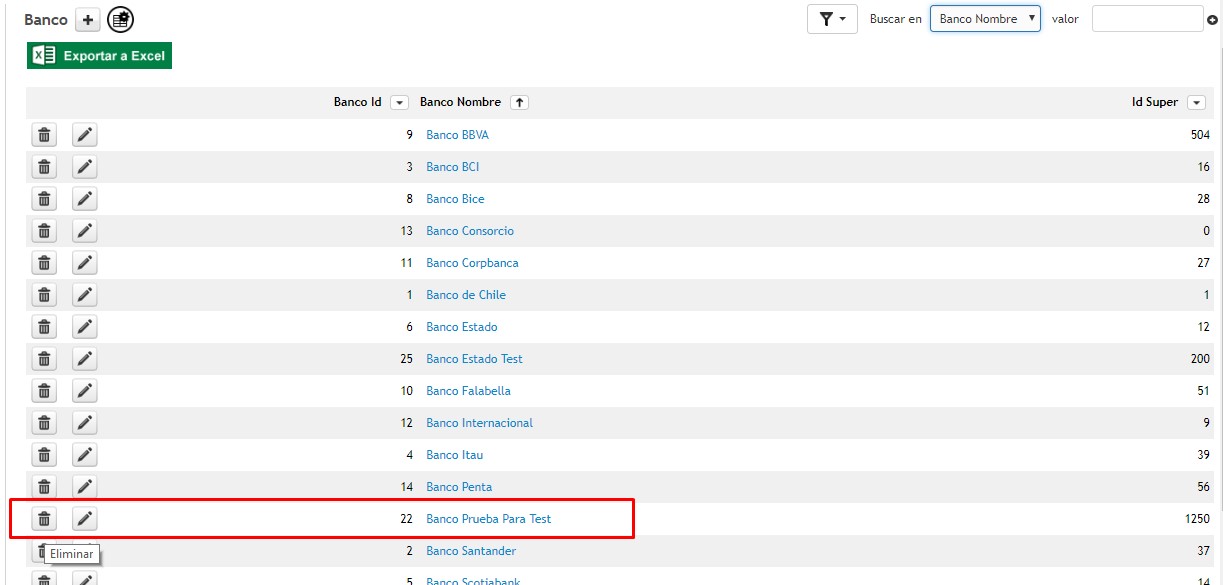 Banco
Buscar en Banco Nombre valor
Exportar a Excel
Banco Id Banco Nombre Id Super
9 Banco BBVA 504
3 Banco BCI 16
8 Banco Bice 28
13 Banco Consorcio 0
11 Banco Corpbanca 27
1 Banco de Chile 1
6 Banco Estado 12
25 Banco Estado Test 200
10 Banco Falabella 51
12 Banco Internacional 9
4 Banco Itau 39
14 Banco Penta 56
22 Banco Prueba Para Test 1250
Eliminar 2 Banco Santander 37
5 Banco Scotiabank 14